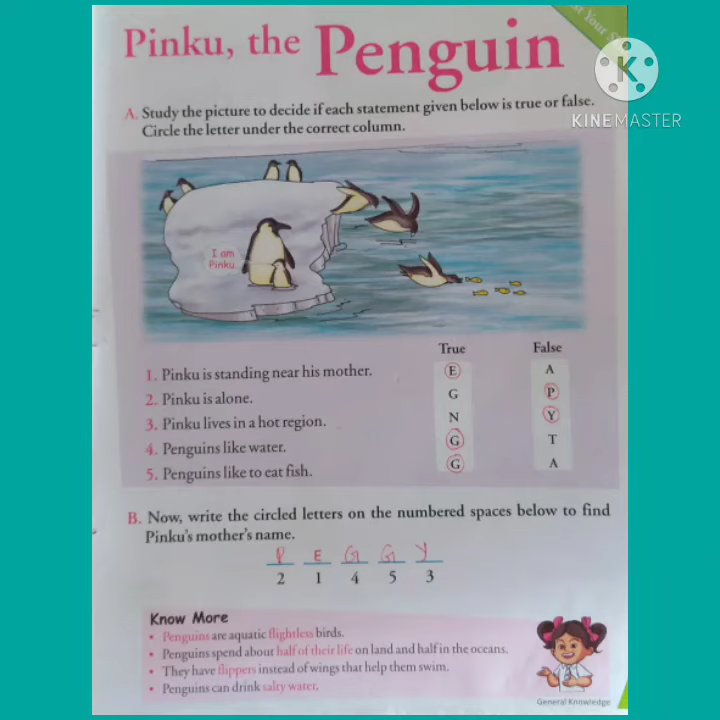 Pinku, the Penguin
KINEMASTER
A. Study the picture to decide if each statement given below is true or false.
Circle the letter under the correct column.
I am
Pinku
True False
1. Pinku is standing near his mother. E A
2. Pinku is alone. G P
3. Pinku lives in a hot region. N Y
4. Penguins like water. G T
5. Penguins like to eat fish. G A
B. Now, write the circled letters on the numbered spaces below to find
Pinku's mother's name.
P E G G Y
2 1 4 5 3
Know More
• Penguins are aquatic flightless birds.
• Penguins spend about half of their life on land and half in the oceans.
• They have flippers instead of wings that help them swim.
• Penguins can drink salty water.
General Knowledge